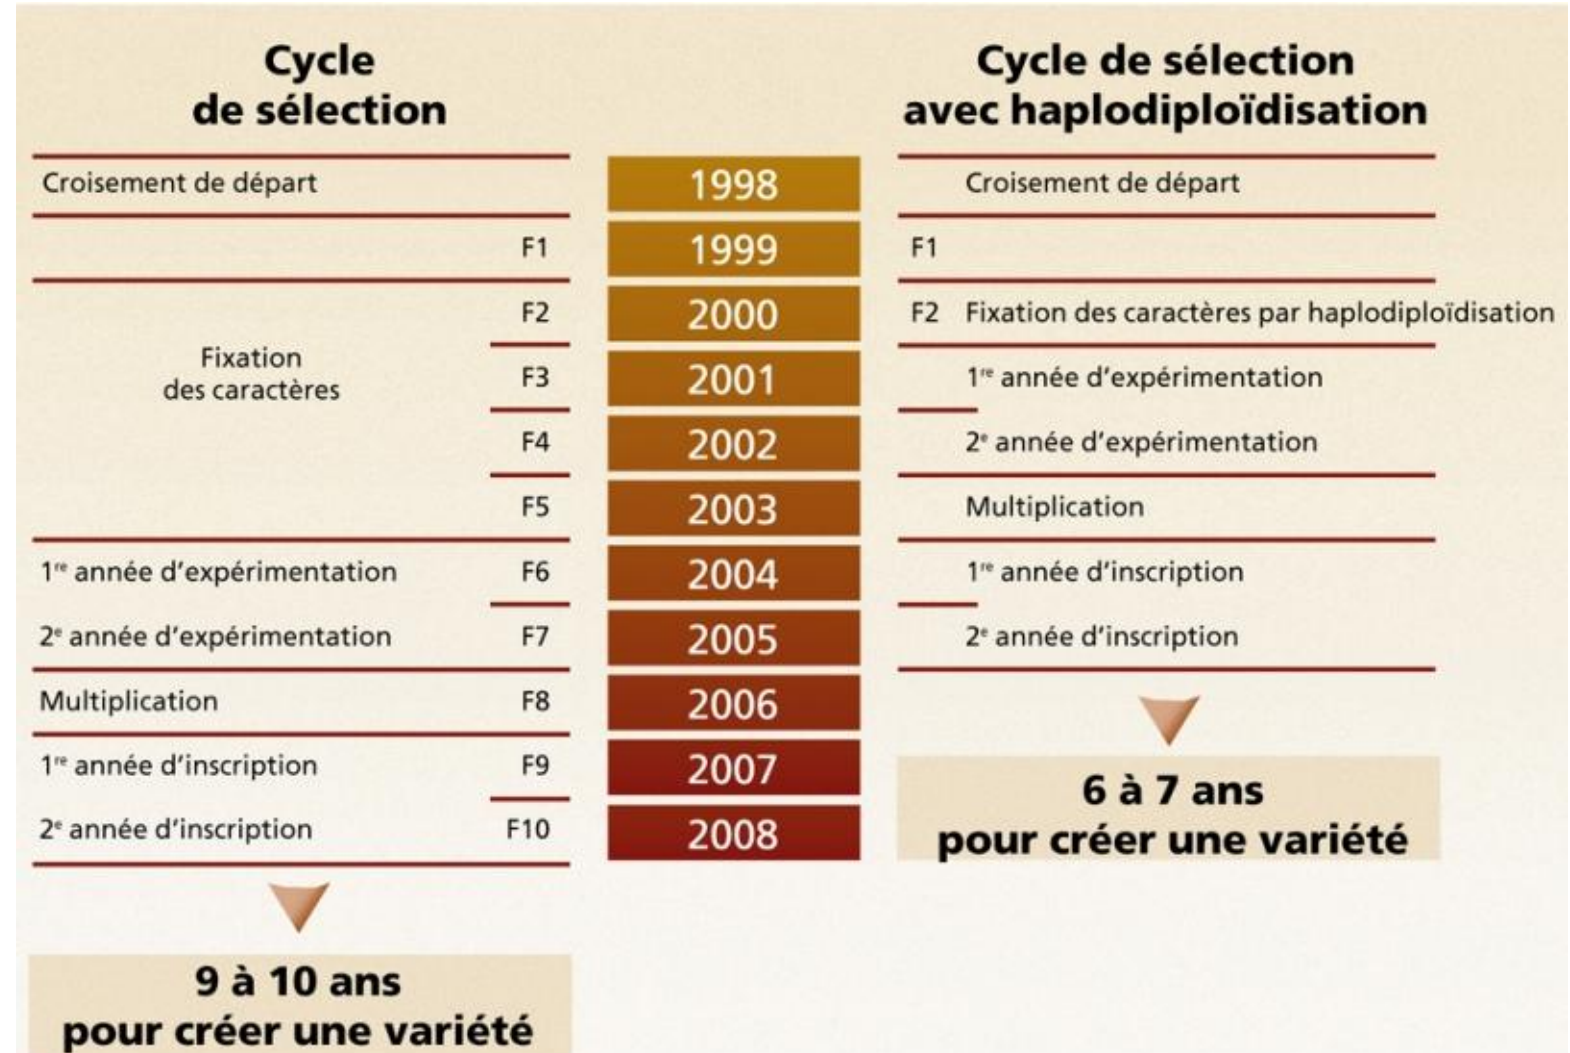 Cycle
de sélection
Cycle de sélection
avec haplodiploïdisation
Croisement de départ 1998 Croisement de départ
F1 1999 F1
F2 2000 F2 Fixation des caractères par haplodiploïdisation
Fixation
des caractères
F3 2001 1re année d'expérimentation
F4 2002 2e année d'expérimentation
F5 2003 Multiplication
1re année d'expérimentation F6 2004 1re année d'inscription
2e année d'expérimentation F7 2005 2e année d'inscription
Multiplication F8 2006
1re année d'inscription F9 2007
2e année d'inscription F10 2008
6 à 7 ans
pour créer une variété
9 à 10 ans
pour créer une variété